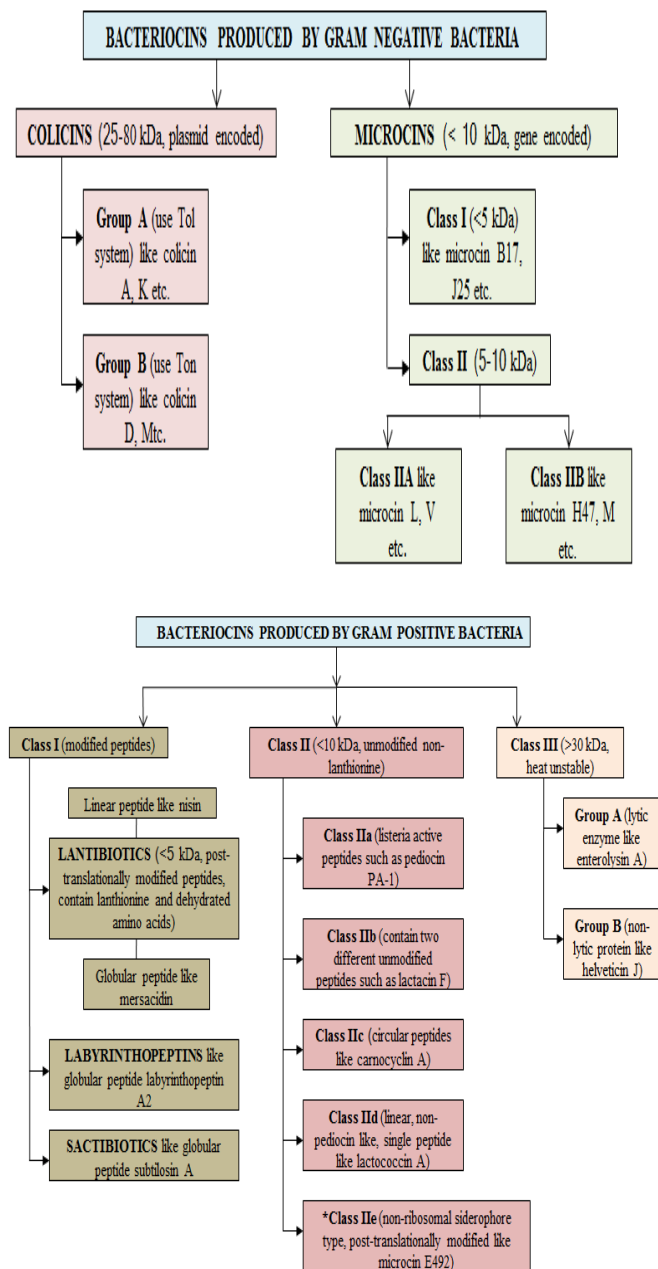 BACTERIOCINS PRODUCED BY GRAM NEGATIVE BACTERIA
COLICINS (25-80 kDa, plasmid encoded)
MICROCINS (< 10 kDa, gene encoded)
Group A (use Tol
system) like colicin
A, K etc.
Class I (<5 kDa)
like microcin B17,
J25 etc.
Group B (use Ton
system) like colicin
D, Mtc.
Class II (5-10 kDa)
Class IIA like
microcin L, V
etc.
Class IIB like
microcin H47, M
etc.
BACTERIOCINS PRODUCED BY GRAM POSITIVE BACTERIA
Class I (modified peptides)
Class II (<10 kDa, unmodified non-
lanthionine)
Class III (>30 kDa,
heat unstable)
Linear peptide like nisin
LANTIBIOTICS (<5 kDa, post-
translationally modified peptides,
contain lanthionine and dehydrated
amino acids)
Globular peptide like
mersacidin
LABYRINTHOPEPTINS like
globular peptide labyrinthopeptin
A2
SACTIBIOTICS like globular
peptide subtilosin A
Class IIa (listeria active
peptides such as pediocin
PA-1)
Class IIb (contain two
different unmodified
peptides such as lactacin F)
Class IIc (circular peptides
like carnocyclin A)
Class IId (linear, non-
pediocin like, single peptide
like lactococcin A)
*Class IIe (non-ribosomal siderophore
type, post-translationally modified like
microcin E492)
Group A (lytic
enzyme like
enterolysin A)
Group B (non-
lytic protein like
helveticin J)